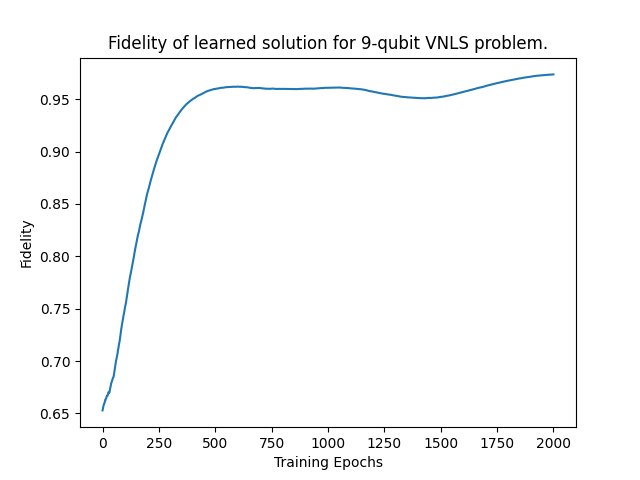 Fidelity of learned solution for 9-qubit VNLS problem.
0.95
0.90
0.85
0.80
0.75
0.70
0.65
Fidelity
0 250 500 750 1000 1250 1500 1750 2000
Training Epochs